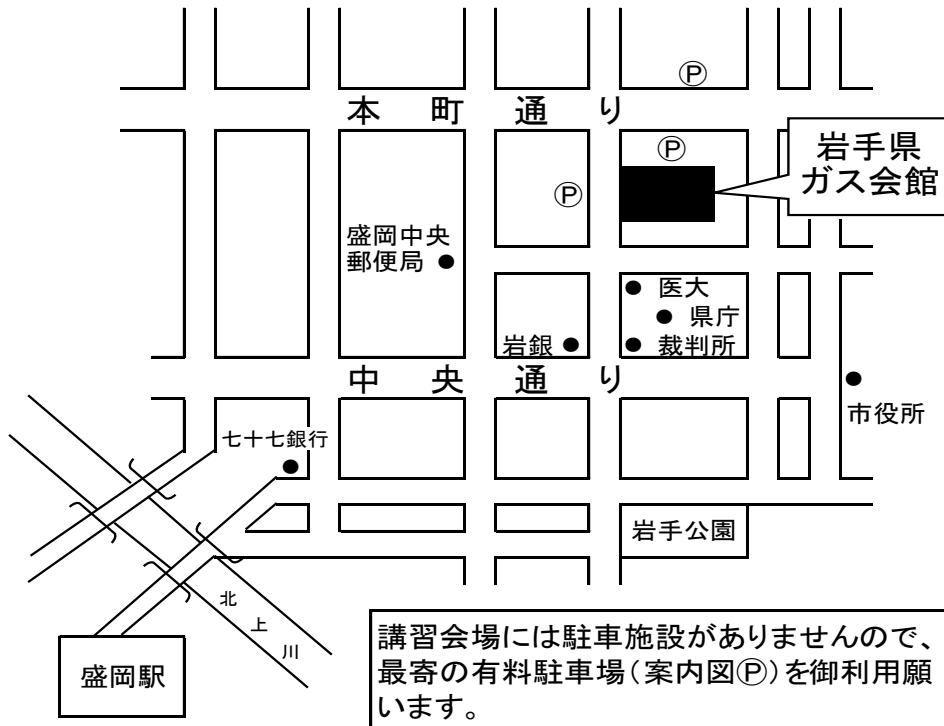 Ⓟ
本町通り
Ⓟ
岩手県
ガス会館
Ⓟ
盛岡中央
郵便局 ●
● 医大
● 県庁
岩銀 ●
● 裁判所
中央通り
市役所
七十七銀行
岩手公園
北
上
川
盛岡駅
講習会場には駐車施設がありませんので、
最寄の有料駐車場(案内図Ⓟ)を御利用願
います。